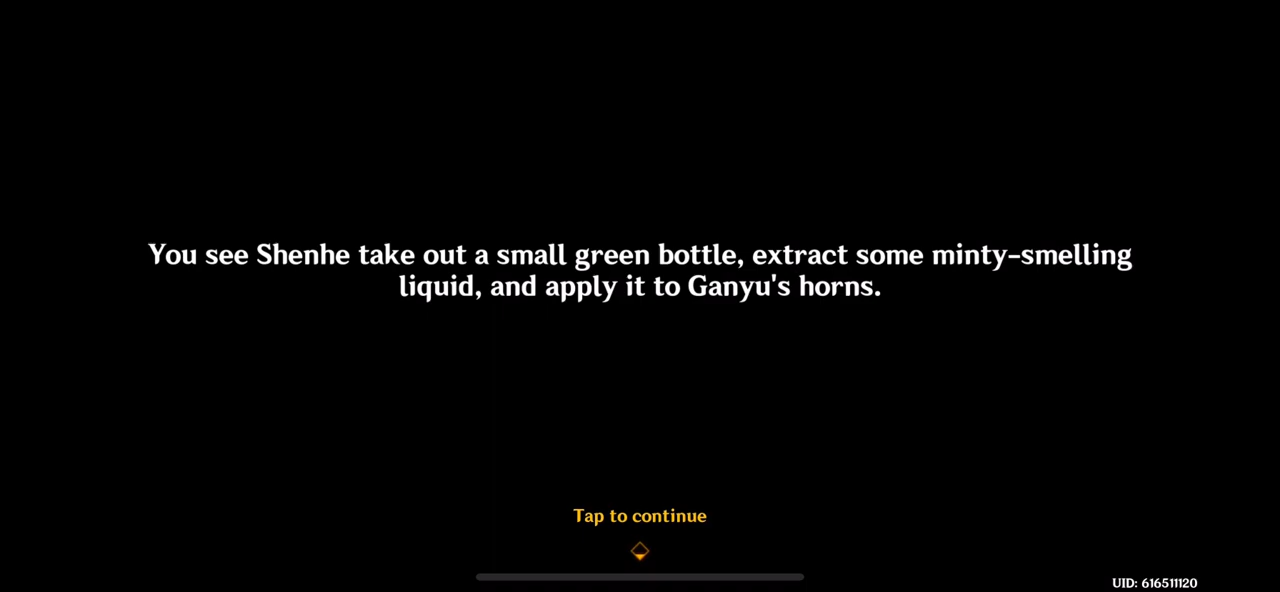 You see Shenhe take out a small green bottle, extract some minty-smelling
liquid, and apply it to Ganyu's horns.
Tap to continue
UID: 616511120